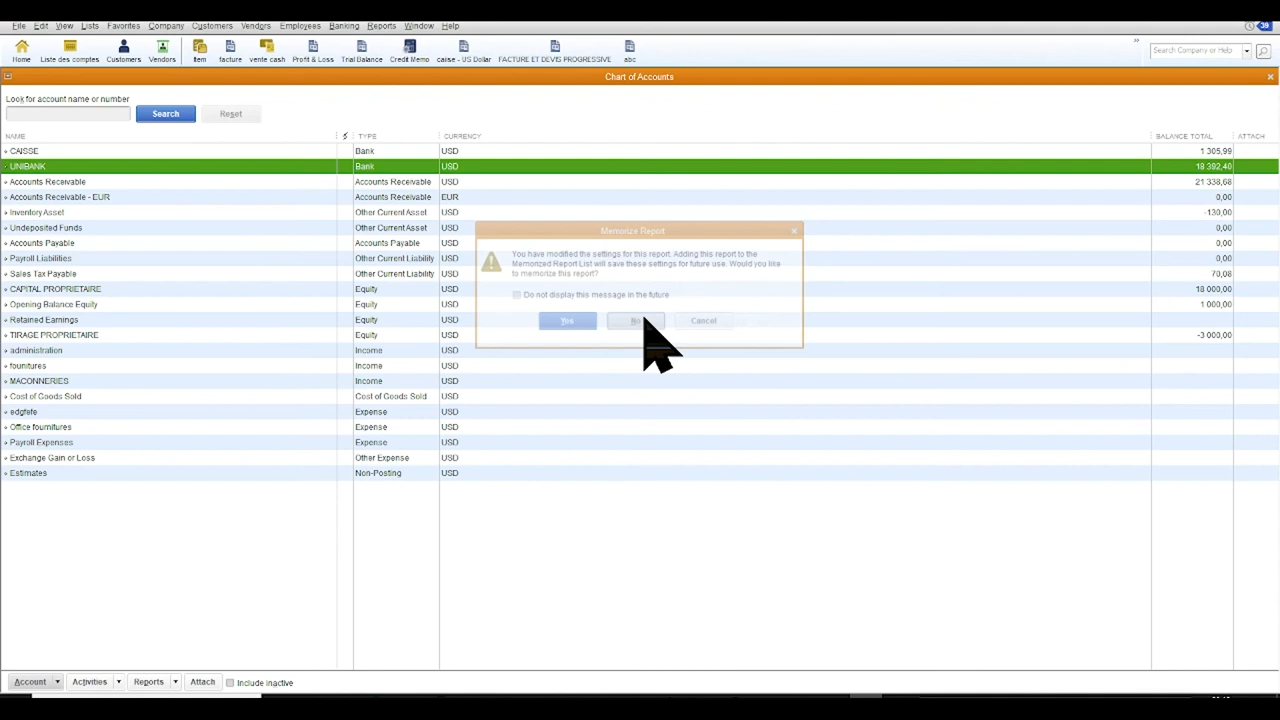 File Edit View Lists Favorites Company Customers Vendors Employees Banking Reports Window Help 39
Home Liste des comptes Customers Vendors Item facture vente cash Profit & Loss Trial Balance Credit Memo caise - US Dollar FACTURE ET DEVIS PROGRESSIVE abc Search Company or Help
Chart of Accounts
Look for account name or number
Search Reset
NAME TYPE CURRENCY BALANCE TOTAL ATTACH
CAISSE Bank USD 1 305,99
UNIBANK Bank USD 18 392,40
Accounts Receivable Accounts Receivable USD 21 338,68
Accounts Receivable - EUR Accounts Receivable EUR 0,00
Inventory Asset Other Current Asset USD -130,00
Undeposited Funds Other Current Asset USD 0,00
Accounts Payable Accounts Payable USD 0,00
Payroll Liabilities Other Current Liability USD 0,00
Sales Tax Payable Other Current Liability USD 70,08
CAPITAL PROPRIETAIRE Equity USD 18 000,00
Opening Balance Equity Equity USD 1 000,00
Retained Earnings Equity USD
TIRAGE PROPRIETAIRE Equity USD -3 000,00
administration Income USD
founitures Income USD
MACONNERIES Income USD
Cost of Goods Sold Cost of Goods Sold USD
edgfefe Expense USD
Office fournitures Expense USD
Payroll Expenses Expense USD
Exchange Gain or Loss Other Expense USD
Estimates Non-Posting USD
Memorize Report
You have modified the settings for this report. Adding this report to the
Memorized Report List will save these settings for future use. Would you like
to memorize this report?
Do not display this message in the future
Yes No Cancel
Account Activities Reports Attach Include inactive